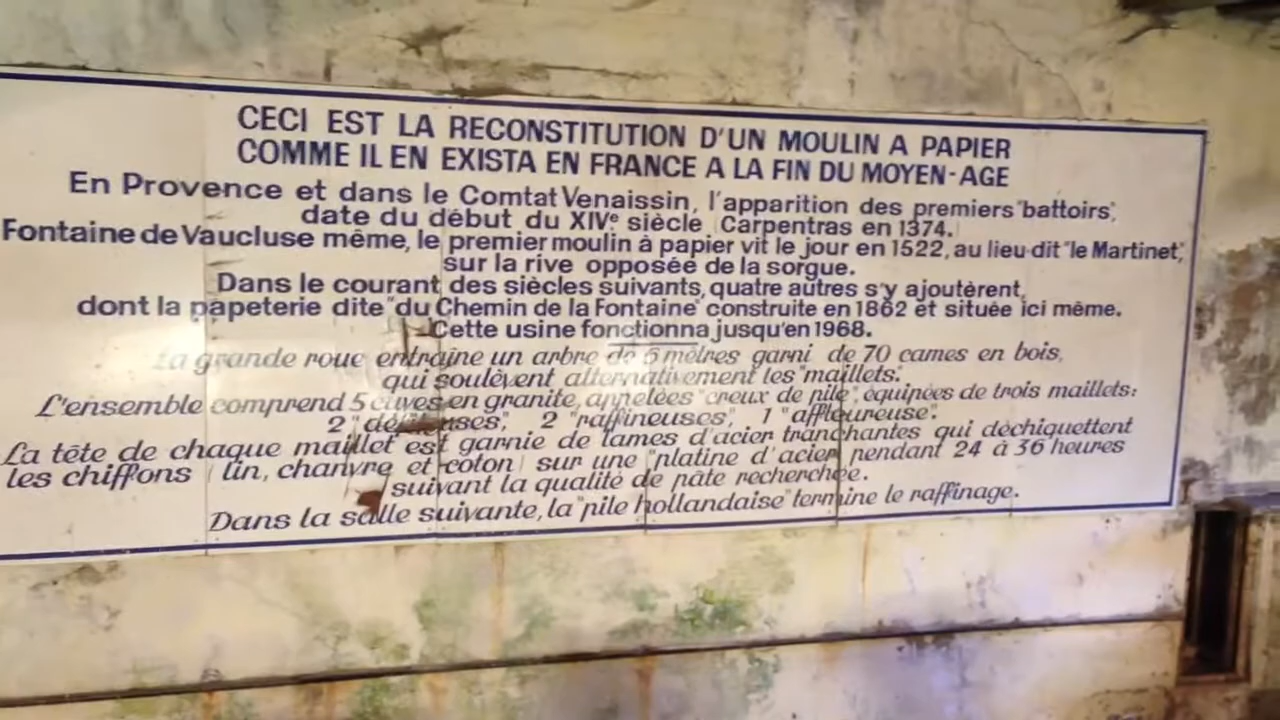 CECI EST LA RECONSTITUTION D'UN MOULIN A PAPIER
COMME IL EN EXISTA EN FRANCE A LA FIN DU MOYEN-AGE
En Provence et dans le Comtat Venaissin, l'apparition des premiers "battoirs",
date du début du XIVe siècle (Carpentras en 1374.
Fontaine de Vaucluse même, le premier moulin à papier vit le jour en 1522, au lieu-dit "le Martinet",
sur la rive opposée de la sorgue.
Dans le courant des siècles suivants, quatre autres s'y ajoutèrent,
dont la papeterie dite "du Chemin de la Fontaine" construite en 1862 et située ici même.
Cette usine fonctionna jusqu'en 1968.
La grande roue entraîne un arbre de 5 mètres garni de 70 cames en bois,
qui soulèvent alternativement les "maillets".
L'ensemble comprend 5 cuves en granite, appelées "creux de pile", équipées de trois maillets:
2 2 "raffineuses", 1 "affleureuse".
La tête de chaque maillet est garnie de lames d'acier tranchantes qui déchiquettent
les chiffons (lin, chanvre et coton) sur une "platine d'acier" pendant 24 à 36 heures
suivant la qualité de pâte recherchée.
Dans la salle suivante, la "pile hollandaise" termine le raffinage.